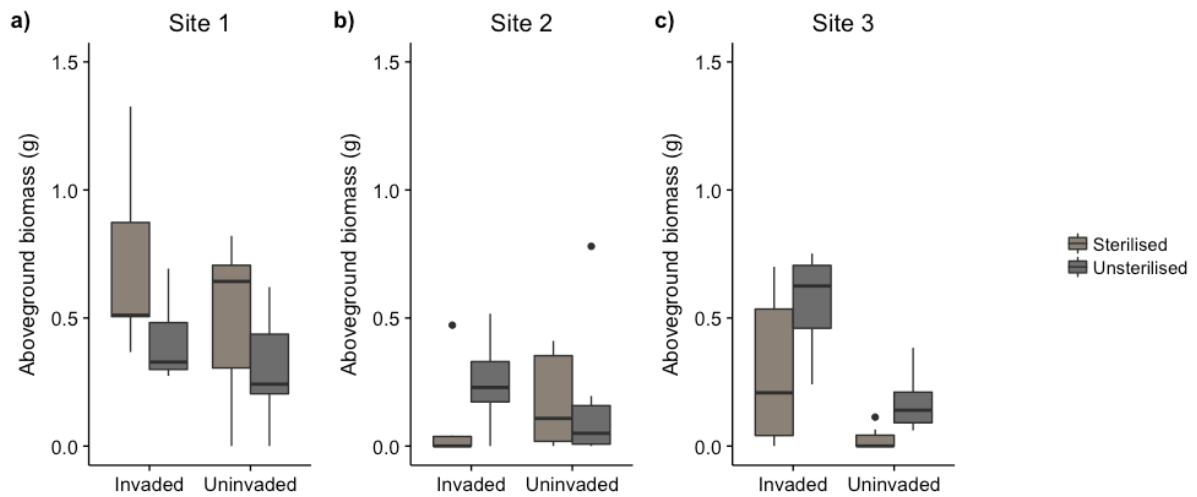 a) Site 1
b) Site 2
c) Site 3
Aboveground biomass (g)
1.5
1.0
0.5
0.0
Invaded Uninvaded
Aboveground biomass (g)
1.5
1.0
0.5
0.0
Invaded Uninvaded
Aboveground biomass (g)
1.5
1.0
0.5
0.0
Invaded Uninvaded
Sterilised
Unsterilised